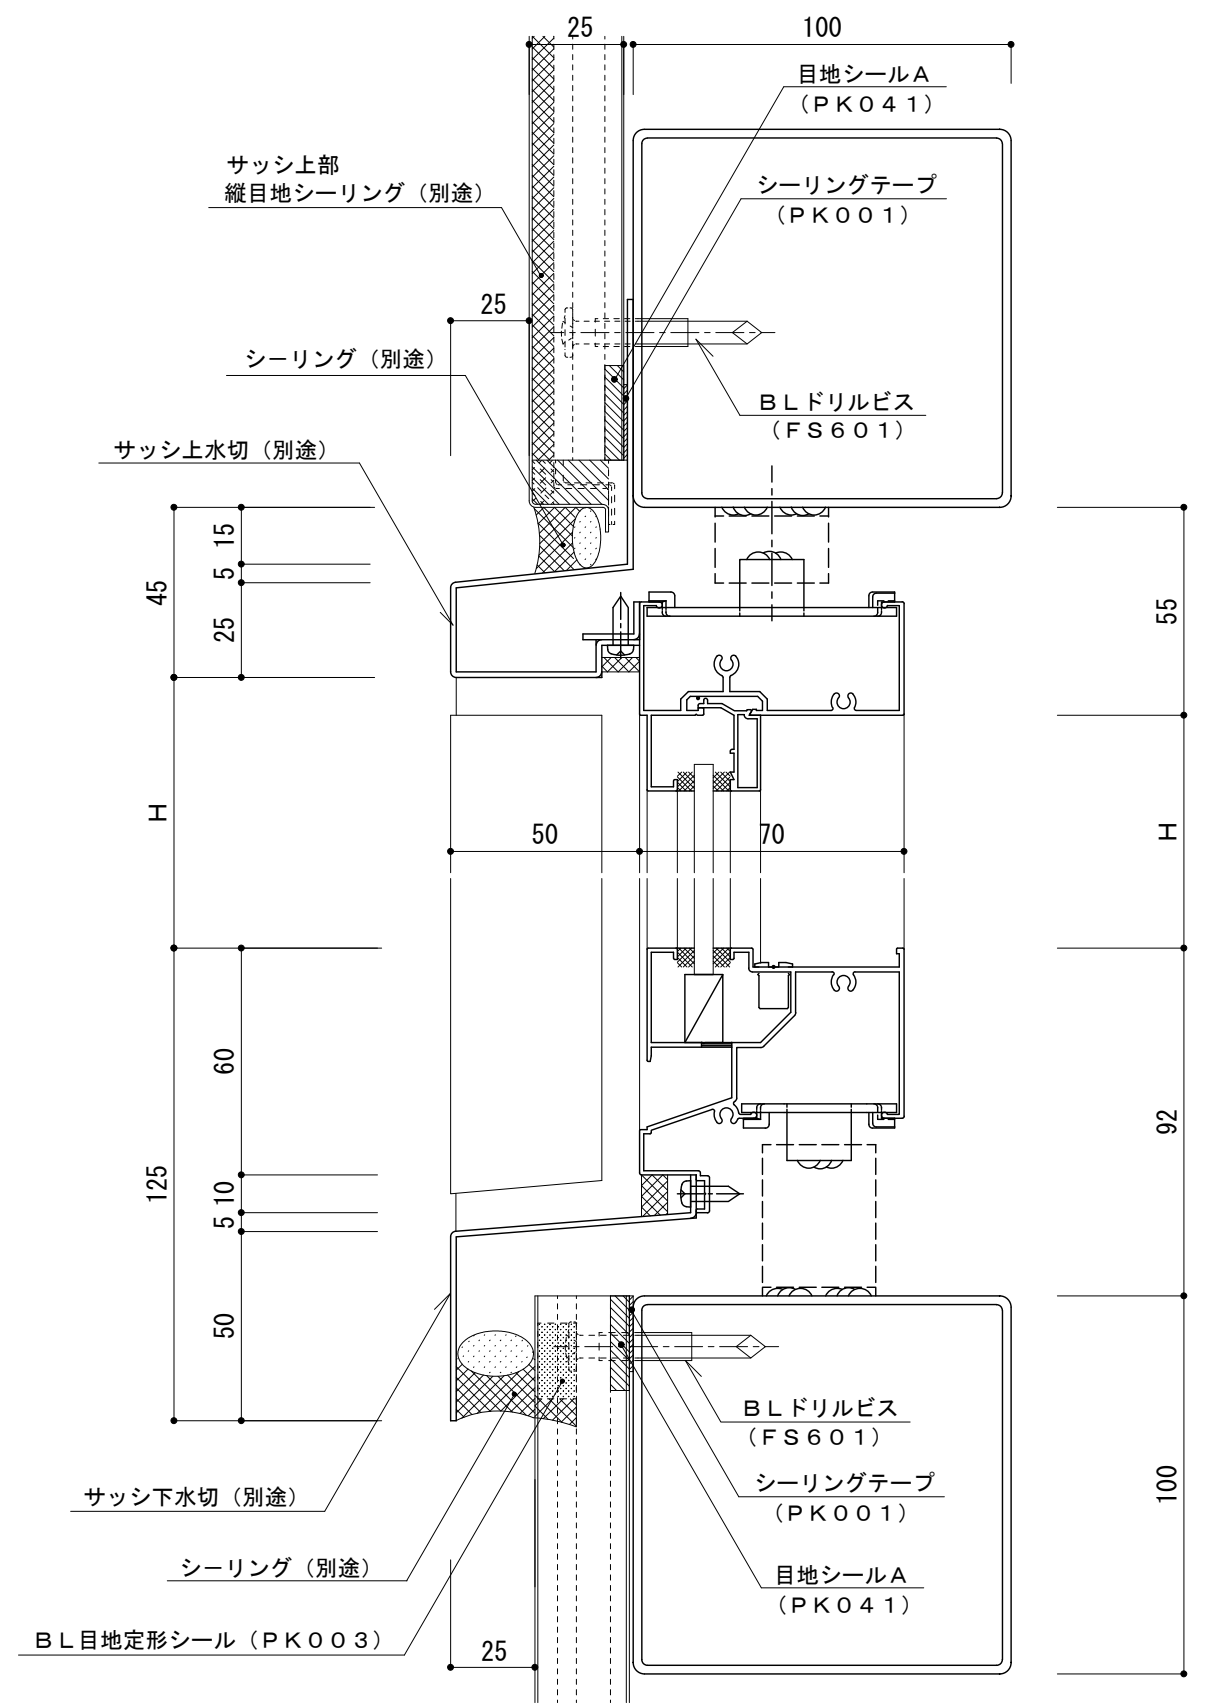 25
100
目地シールA
(PK041)
サッシ上部
縦目地シーリング（別途）
シーリングテープ
(PK001)
25
シーリング（別途）
BLドリルビス
(FS601)
サッシ上水切（別途）
15
45
5
25
55
H
50
70
H
60
125
10
5
92
50
BLドリルビス
(FS601)
シーリングテープ
(PK001)
100
サッシ下水切（別途）
シーリング（別途）
目地シールA
(PK041)
BL目地定形シール（PK003）
25